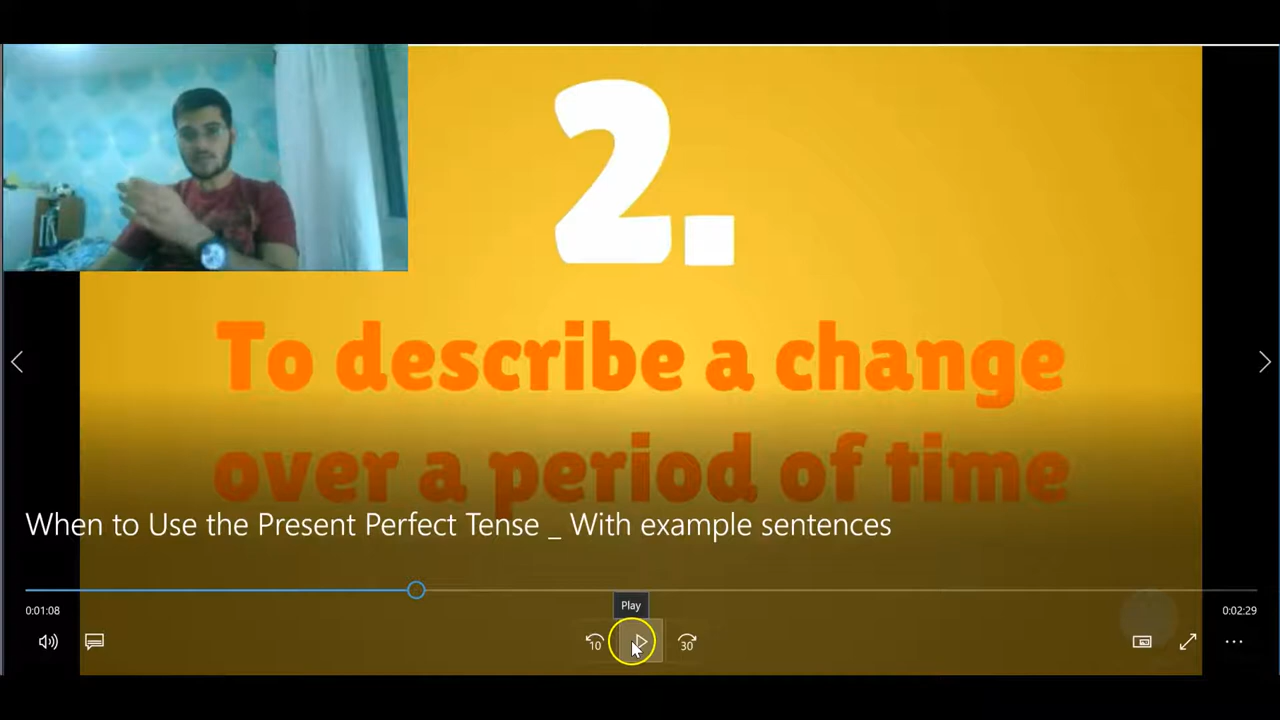 2.
To describe a change
over a period of time
When to Use the Present Perfect Tense _ With example sentences
Play
0:01:08
0:02:29
10
30